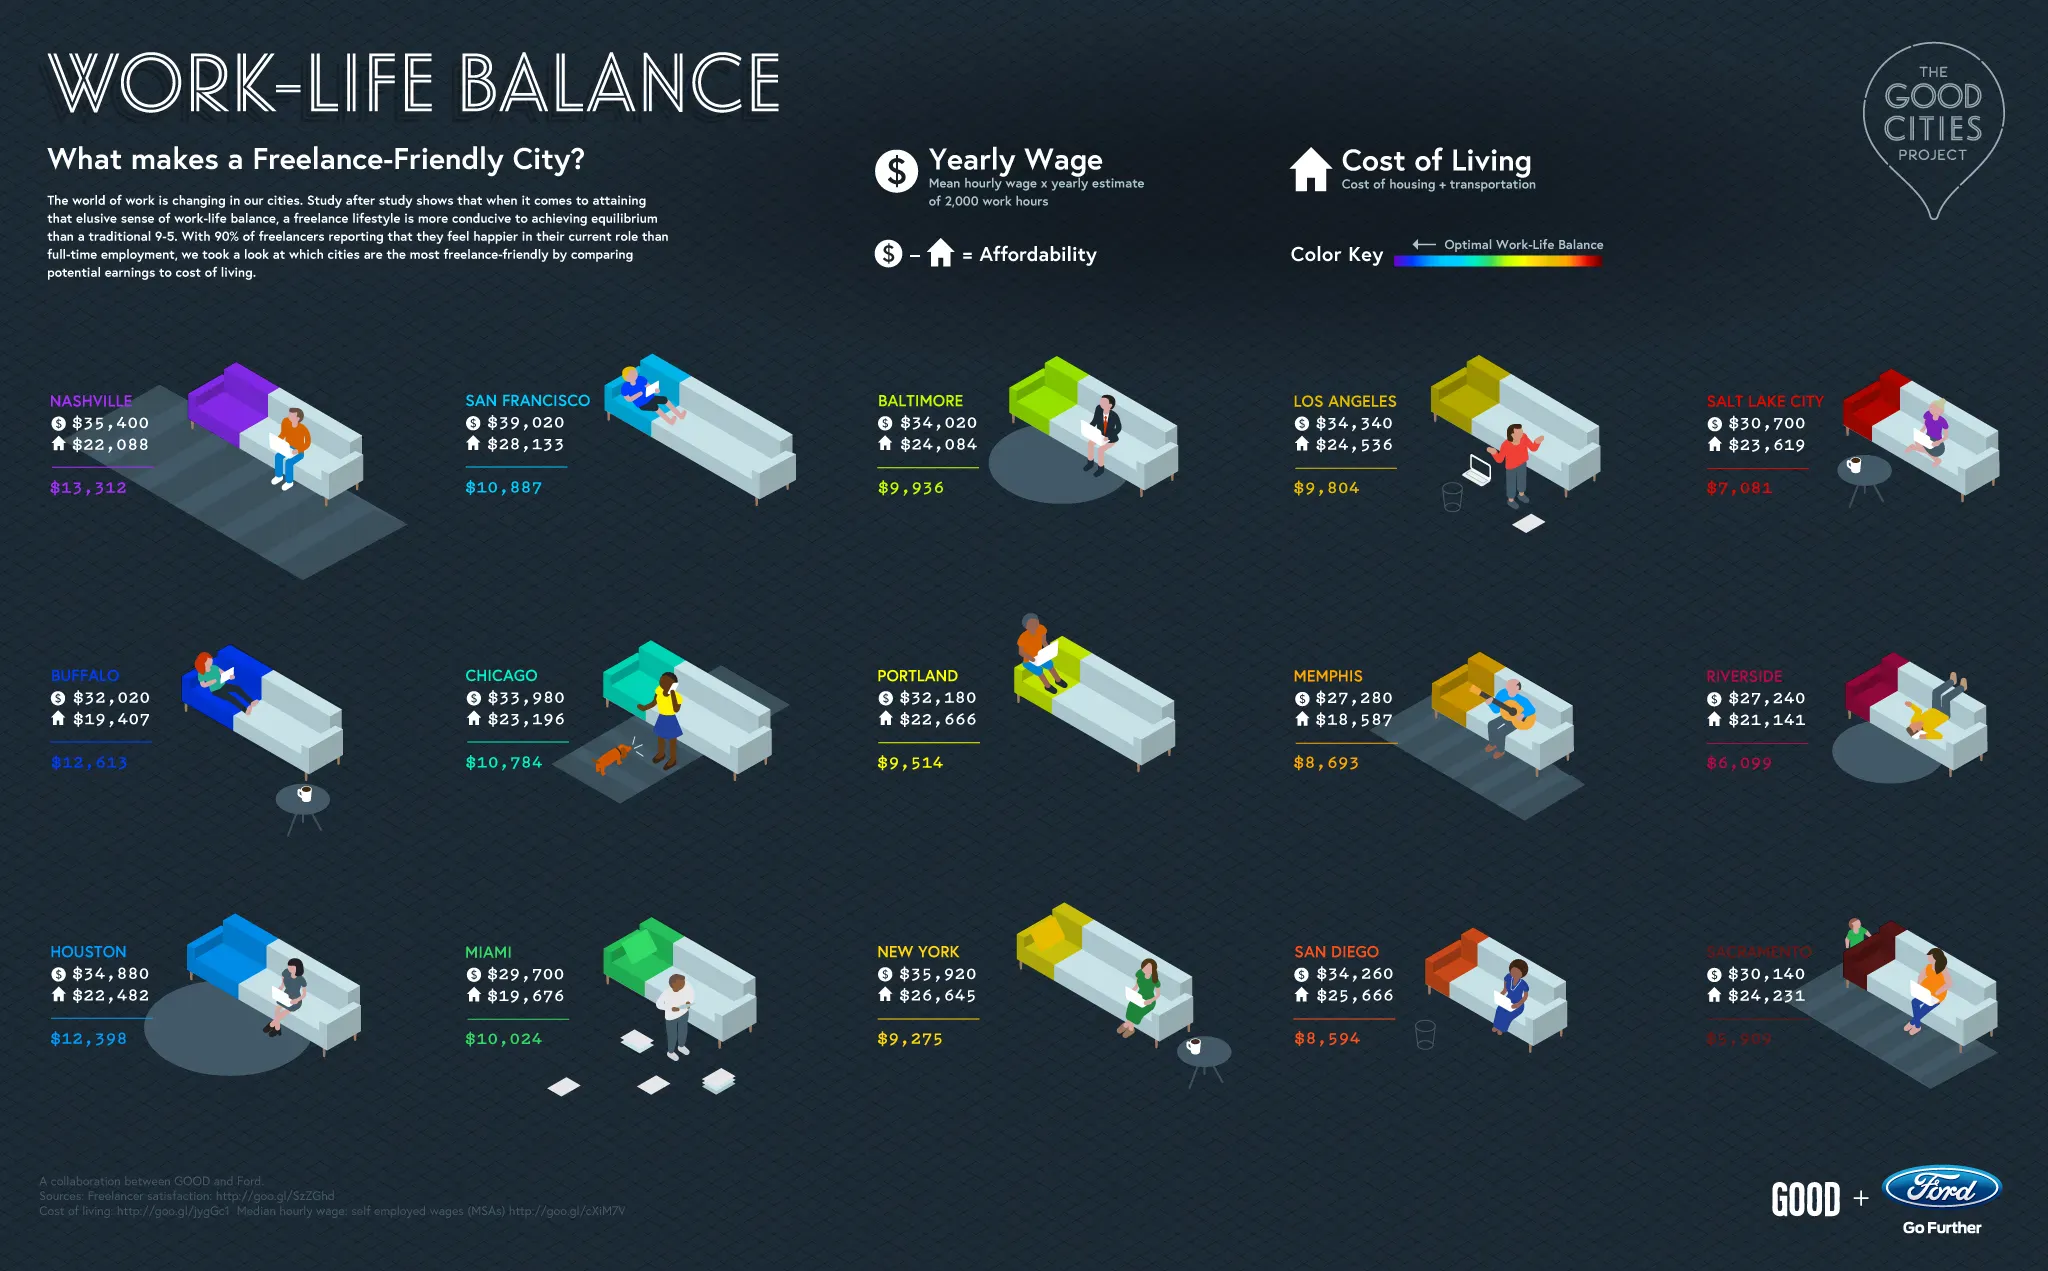 WORK-LIFE BALANCE
What makes a Freelance-Friendly City?
The world of work is changing in our cities. Study after study shows that when it comes to attaining
that elusive sense of work-life balance, a freelance lifestyle is more conducive to achieving equilibrium
than a traditional 9-5. With 90% of freelancers reporting that they feel happier in their current role than
full-time employment, we took a look at which cities are the most freelance-friendly by comparing
potential earnings to cost of living.
$ Yearly Wage
Mean hourly wage x yearly estimate
of 2,000 work hours
Cost of Living
Cost of housing + transportation
$ – = Affordability
Color Key
← Optimal Work-Life Balance
THE
GOOD
CITIES
PROJECT
NASHVILLE
$ $35,400
$22,088
$13,312
SAN FRANCISCO
$ $39,020
$28,133
$10,887
BALTIMORE
$ $34,020
$24,084
$9,936
LOS ANGELES
$ $34,340
$24,536
$9,804
SALT LAKE CITY
$ $30,700
$23,619
$7,081
BUFFALO
$ $32,020
$19,407
$12,613
CHICAGO
$ $33,980
$23,196
$10,784
PORTLAND
$ $32,180
$22,666
$9,514
MEMPHIS
$ $27,280
$18,587
$8,693
RIVERSIDE
$ $27,240
$21,141
$6,099
HOUSTON
$ $34,880
$22,482
$12,398
MIAMI
$ $29,700
$19,676
$10,024
NEW YORK
$ $35,920
$26,645
$9,275
SAN DIEGO
$ $34,260
$25,666
$8,594
SACRAMENTO
$ $30,140
$24,231
$5,909
A collaboration between GOOD and Ford.
Sources: Freelancer satisfaction: http://goo.gl/SzZGhd
Cost of living: http://goo.gl/jygGc1 Median hourly wage: self employed wages (MSAs) http://goo.gl/cXiM7V
GOOD + Ford
Go Further